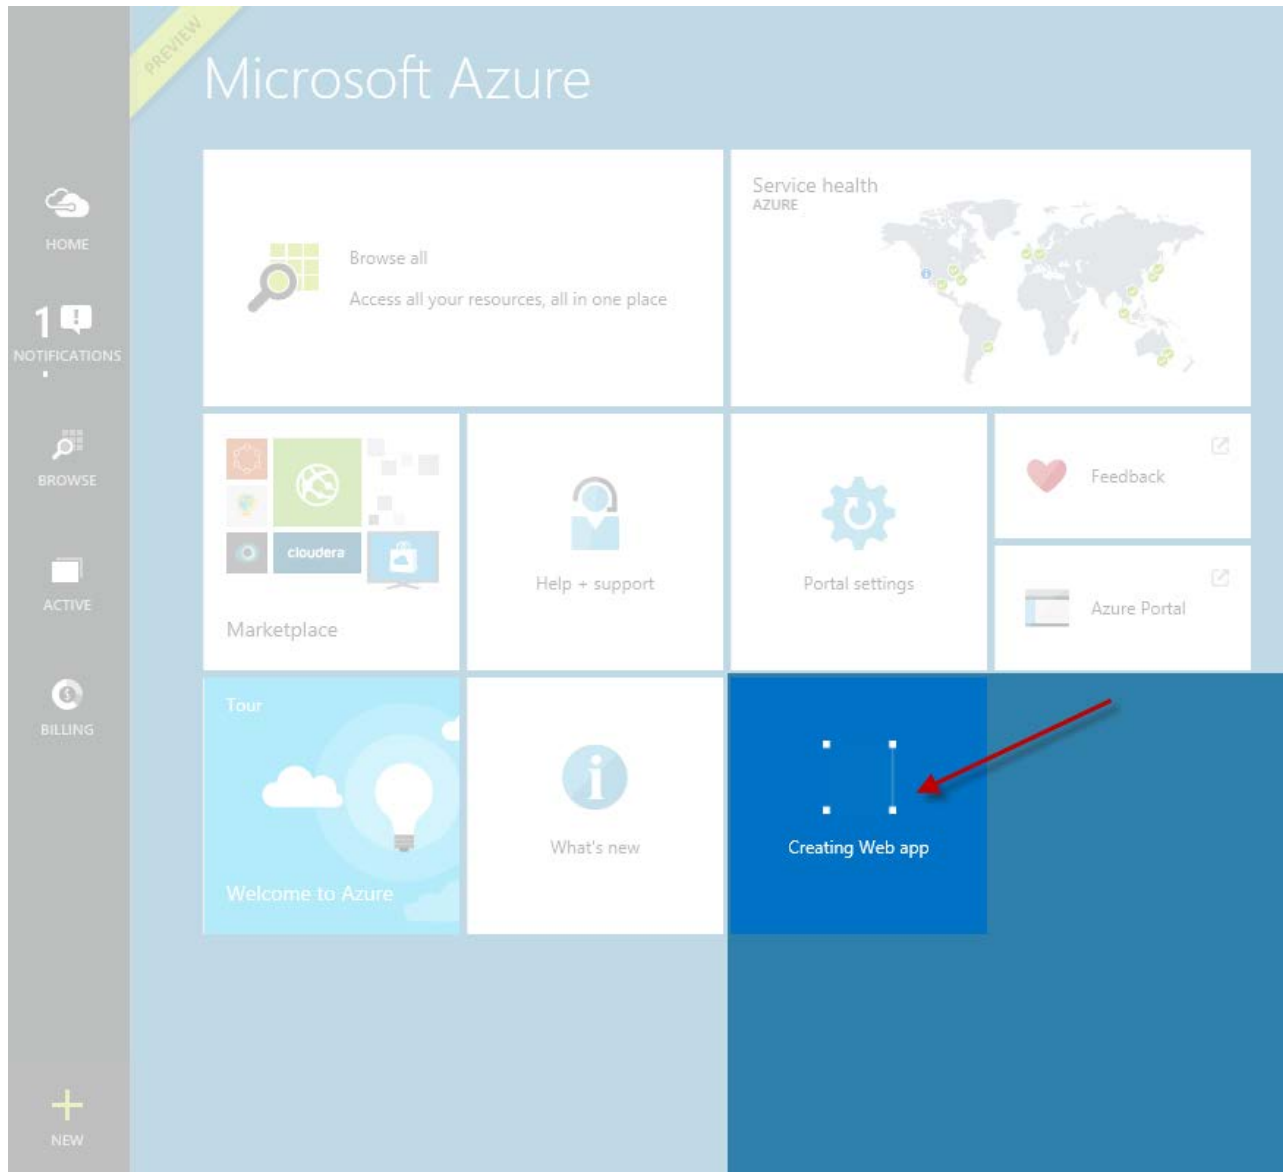 PREVIEW
Microsoft Azure
HOME
1
NOTIFICATIONS
BROWSE
ACTIVE
BILLING
NEW
Browse all
Access all your resources, all in one place
Service health
AZURE
cloudera
Marketplace
Help + support
Portal settings
Feedback
Azure Portal
Tour
Welcome to Azure
What's new
Creating Web app